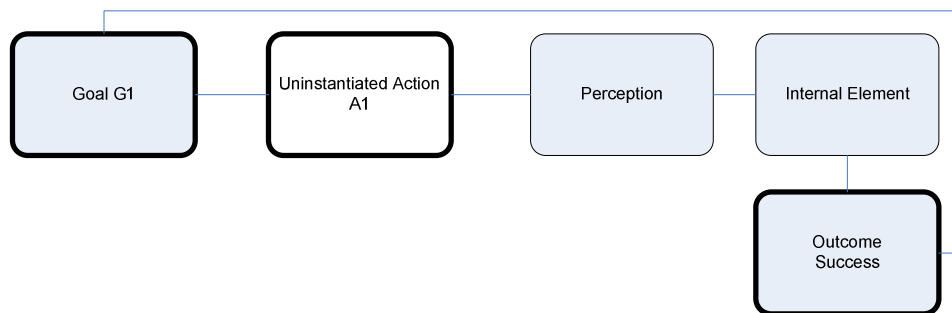 Goal G1
Uninstantiated Action
A1
Perception
Internal Element
Outcome
Success